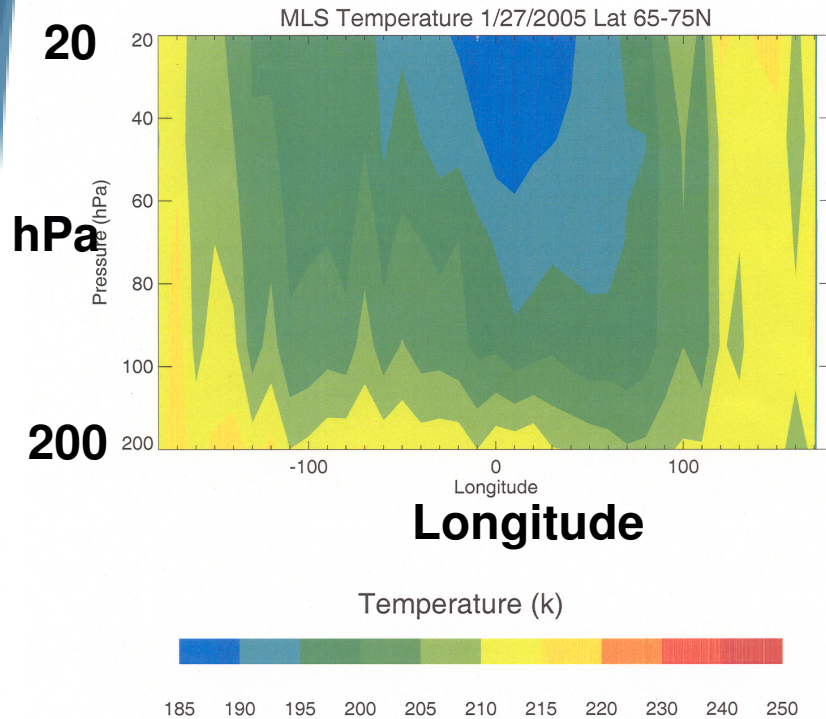 MLS Temperature 1/27/2005 Lat 65-75N
20
20
40
60
hPa
Pressure (hPa)
80
100
200
200
-100 0 100
Longitude
Longitude
Temperature (k)
185 190 195 200 205 210 215 220 230 240 250